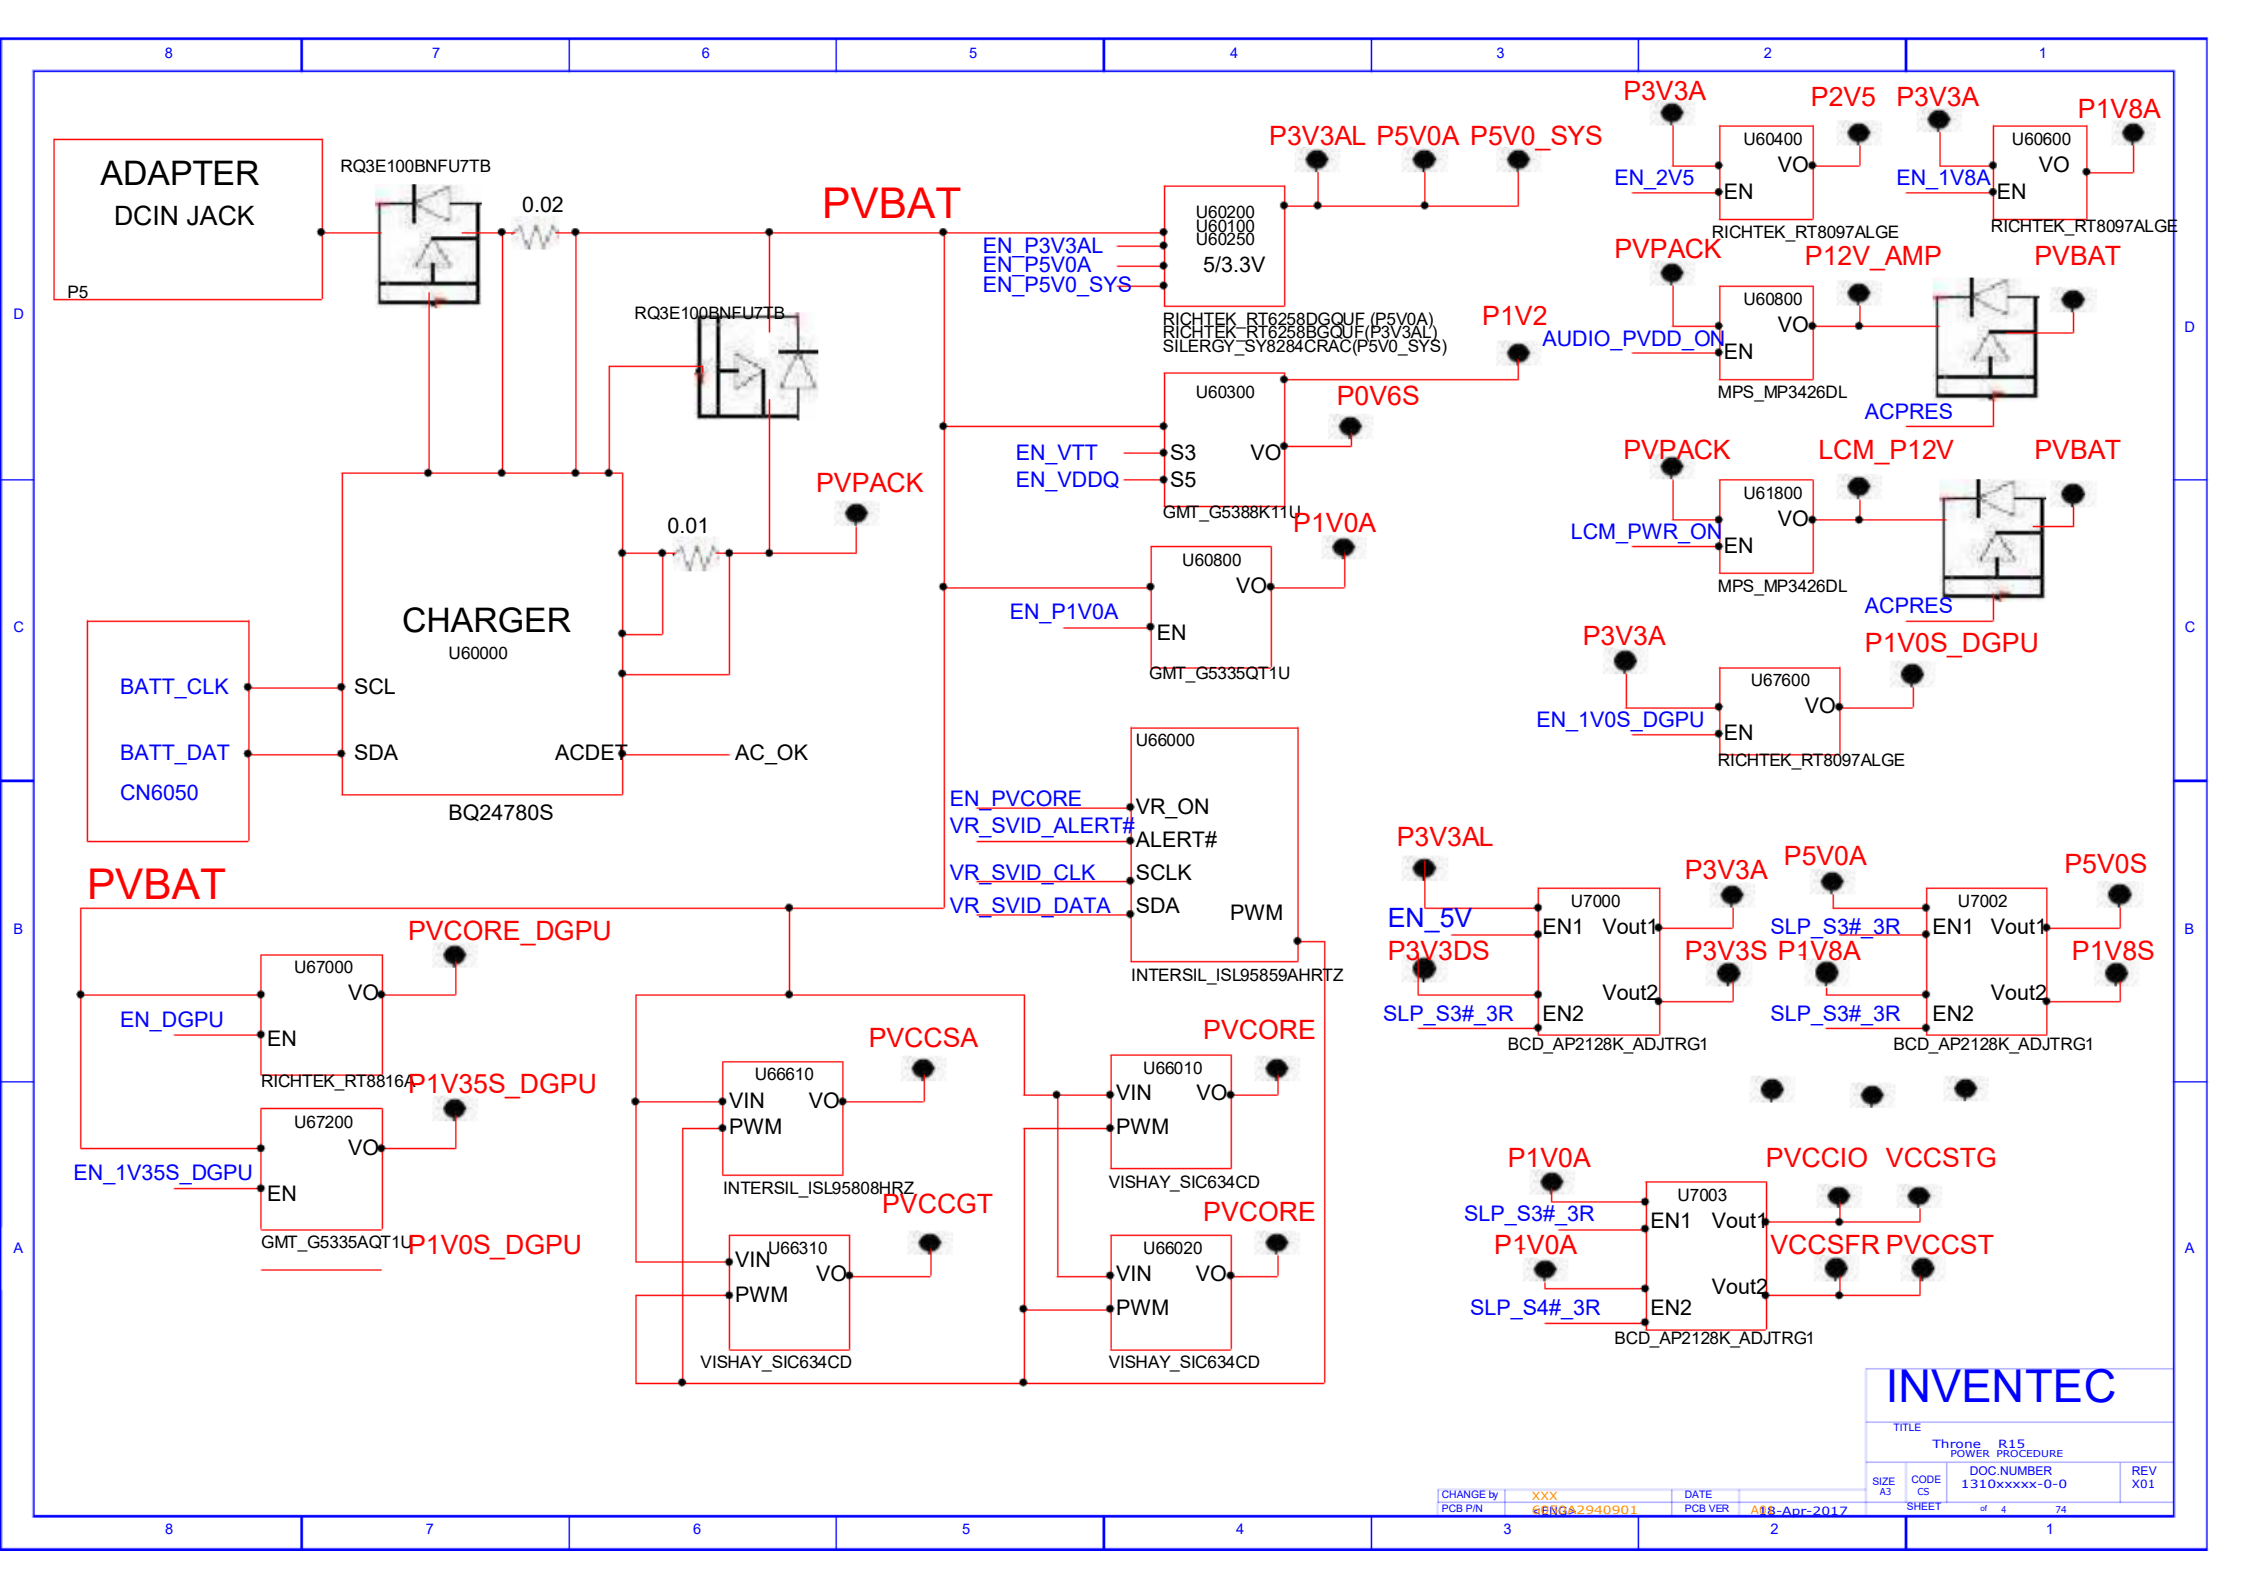 8 7 6 5 4 3 2 1
ADAPTER
DCIN JACK
P5
RQ3E100BNFU7TB
0.02
PVBAT
RQ3E100BNFU7TB
PVPACK
0.01
CHARGER
U60000
SCL
SDA
ACDET
AC_OK
BQ24780S
BATT_CLK
BATT_DAT
CN6050
P3V3AL P5V0A P5V0_SYS
U60200
U60100
U60250
5/3.3V
EN_P3V3AL
EN_P5V0A
EN_P5V0_SYS
RICHTEK_RT6258DGQUF (P5V0A)
RICHTEK_RT6258BGQUF(P3V3AL)
SILERGY_SY8284CRAC(P5V0_SYS)
P1V2
U60300
P0V6S
EN_VTT
S3
VO
EN_VDDQ
S5
GMT_G5388K11U
P1V0A
U60800
VO
EN_P1V0A
EN
GMT_G5335QT1U
U66000
EN_PVCORE
VR_ON
VR_SVID_ALERT#
ALERT#
VR_SVID_CLK
SCLK
VR_SVID_DATA
SDA
PWM
INTERSIL_ISL95859AHRTZ
P3V3A
P2V5
U60400
VO
EN_2V5
EN
RICHTEK_RT8097ALGE
P3V3A
P1V8A
U60600
VO
EN_1V8A
EN
RICHTEK_RT8097ALGE
PVPACK
P12V_AMP
PVBAT
U60800
VO
AUDIO_PVDD_ON
EN
MPS_MP3426DL
ACPRES
PVPACK
LCM_P12V
PVBAT
U61800
VO
LCM_PWR_ON
EN
MPS_MP3426DL
ACPRES
P3V3A
P1V0S_DGPU
U67600
VO
EN_1V0S_DGPU
EN
RICHTEK_RT8097ALGE
PVBAT
PVCORE_DGPU
U67000
VO
EN_DGPU
EN
RICHTEK_RT8816A
P1V35S_DGPU
U67200
VO
EN_1V35S_DGPU
EN
GMT_G5335AQT1U
P1V0S_DGPU
PVCCSA
U66610
VIN
VO
PWM
INTERSIL_ISL95808HRZ
PVCCGT
U66310
VIN
VO
PWM
VISHAY_SIC634CD
PVCORE
U66010
VIN
VO
PWM
VISHAY_SIC634CD
PVCORE
U66020
VIN
VO
PWM
VISHAY_SIC634CD
P3V3AL
P3V3A
U7000
EN_5V
EN1
Vout1
P3V3DS
P3V3S
Vout2
SLP_S3#_3R
EN2
BCD_AP2128K_ADJTRG1
P5V0A
P5V0S
U7002
SLP_S3#_3R
EN1
Vout1
P1V8A
P1V8S
Vout2
SLP_S3#_3R
EN2
BCD_AP2128K_ADJTRG1
P1V0A
PVCCIO VCCSTG
U7003
SLP_S3#_3R
EN1
Vout1
P1V0A
VCCSFR PVCCST
Vout2
SLP_S4#_3R
EN2
BCD_AP2128K_ADJTRG1
D
C
B
A
D
C
B
A
INVENTEC
TITLE
Throne R15
POWER PROCEDURE
SIZE
A3
CODE
CS
DOC.NUMBER
1310xxxxx-0-0
REV
X01
SHEET
of 4 74
CHANGE by
XXX
DATE
18-Apr-2017
PCB P/N
PCB VER
8 7 6 5 4 3 2 1